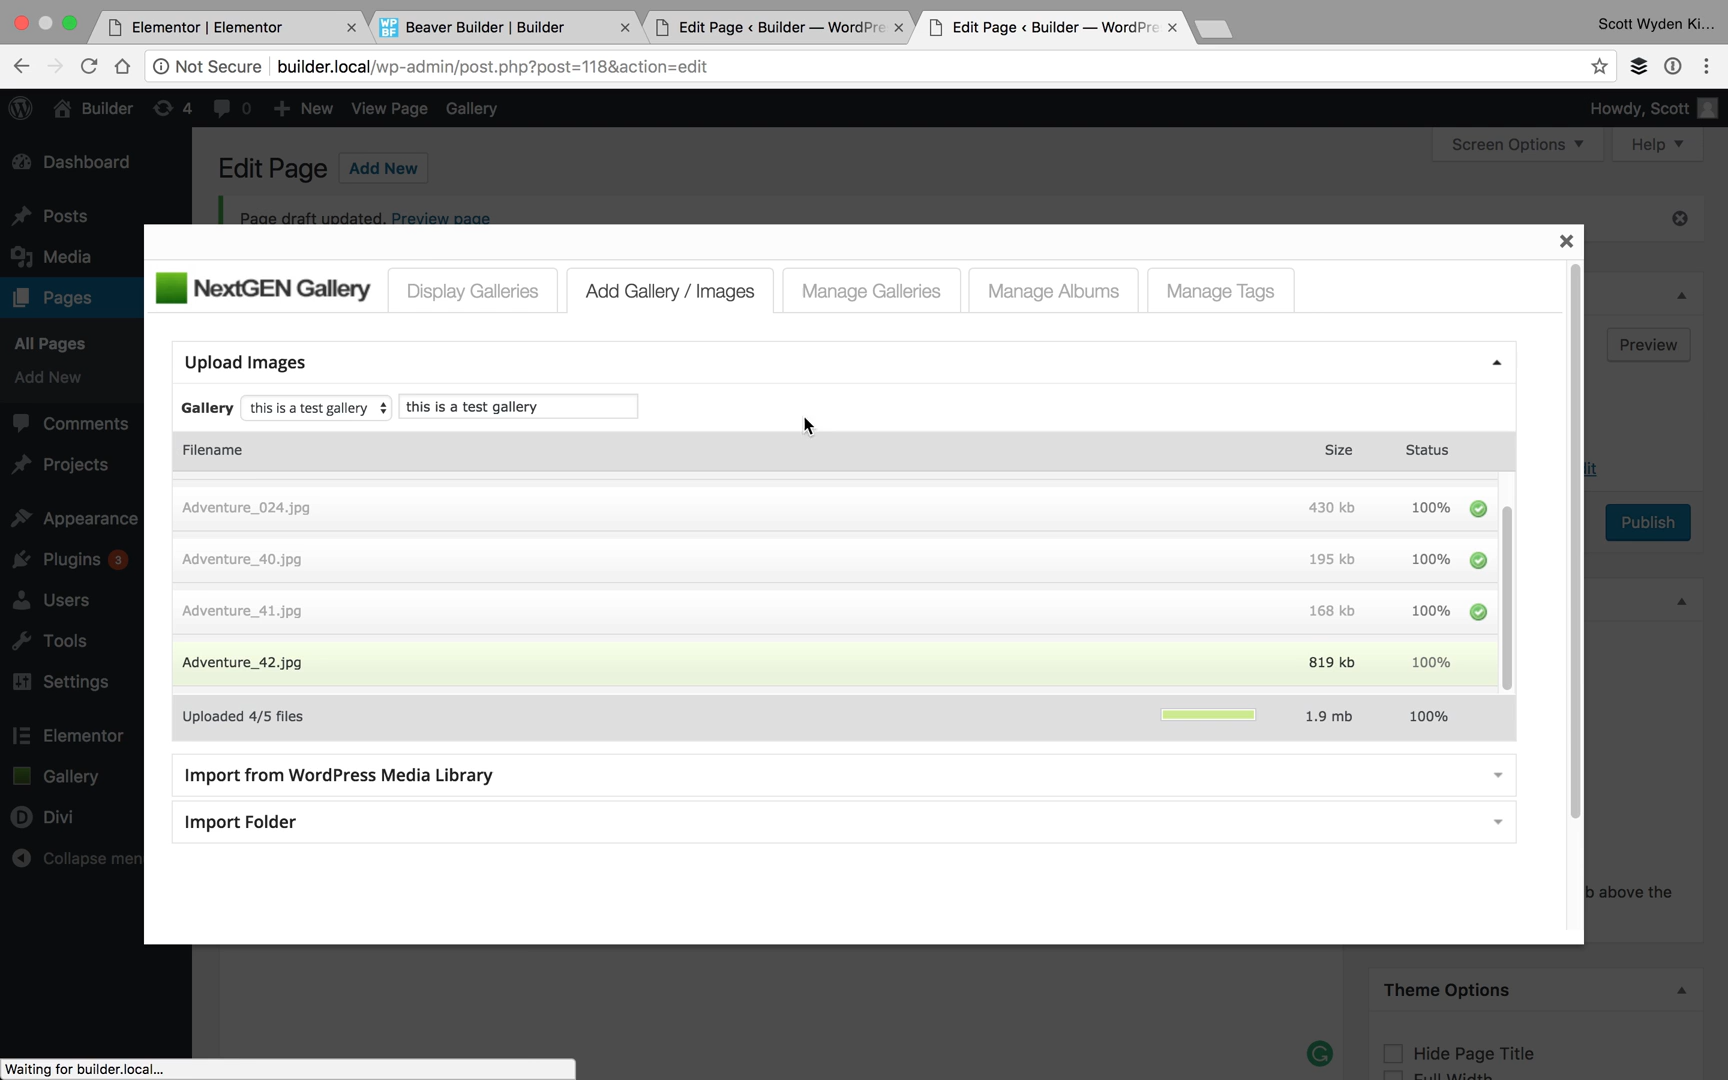 Elementor | Elementor
Beaver Builder | Builder
Edit Page ‹ Builder — WordPre
Edit Page ‹ Builder — WordPre
Scott Wyden Ki...
Not Secure
builder.local/wp-admin/post.php?post=118&action=edit
Builder
4
0
New
View Page
Gallery
Howdy, Scott
Dashboard
Edit Page
Add New
Screen Options
Help
Page draft updated. Preview page
Posts
Media
Pages
All Pages
Add New
Comments
Projects
Appearance
Plugins 3
Users
Tools
Settings
Elementor
Gallery
Divi
Collapse men
NextGEN Gallery
Display Galleries
Add Gallery / Images
Manage Galleries
Manage Albums
Manage Tags
Upload Images
Gallery
this is a test gallery
this is a test gallery
Filename
Size
Status
Adventure_024.jpg
430 kb
100%
Adventure_40.jpg
195 kb
100%
Adventure_41.jpg
168 kb
100%
Adventure_42.jpg
819 kb
100%
Uploaded 4/5 files
1.9 mb
100%
Import from WordPress Media Library
Import Folder
Preview
Publish
b above the
Theme Options
Hide Page Title
Full Width
Waiting for builder.local...